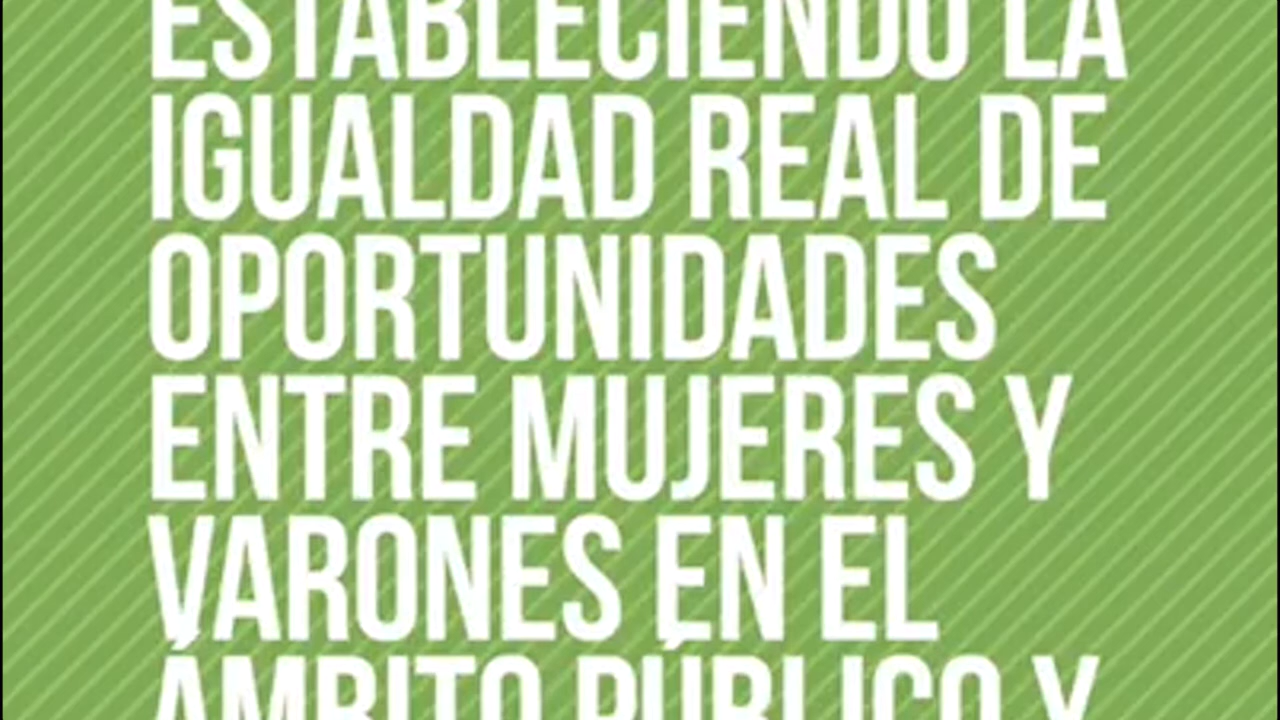 ESTABLECIENDO LA
IGUALDAD REAL DE
OPORTUNIDADES
ENTRE MUJERES Y
VARONES EN EL
ÁMBITO PÚBLICO Y